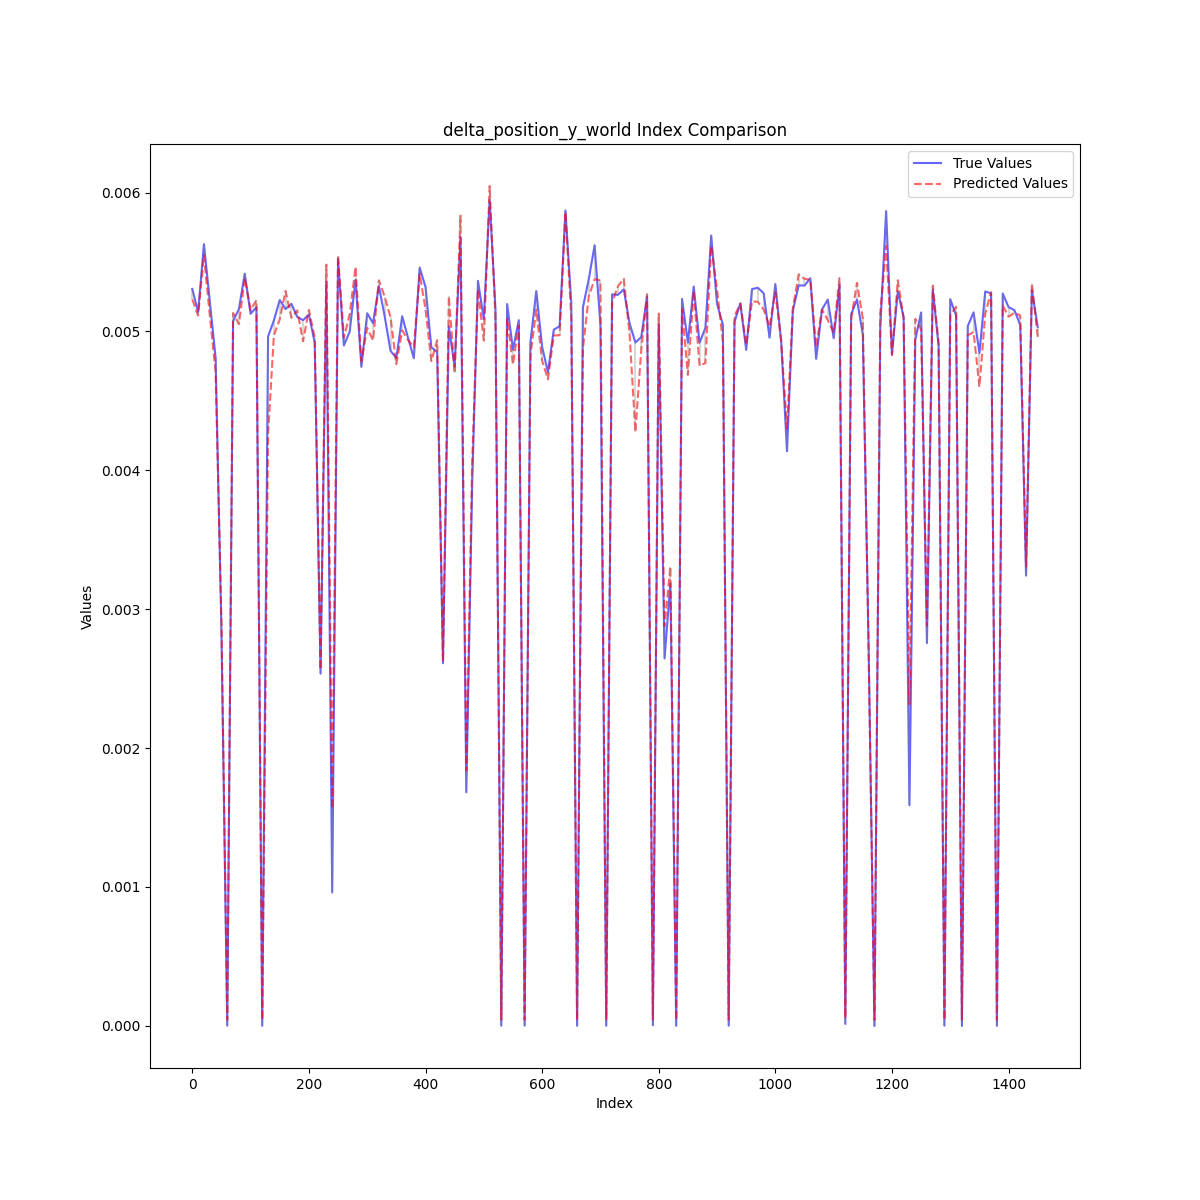 delta_position_y_world Index Comparison
True Values
Predicted Values
0.006
0.005
0.004
0.003
0.002
0.001
0.000
Values
0 200 400 600 800 1000 1200 1400
Index